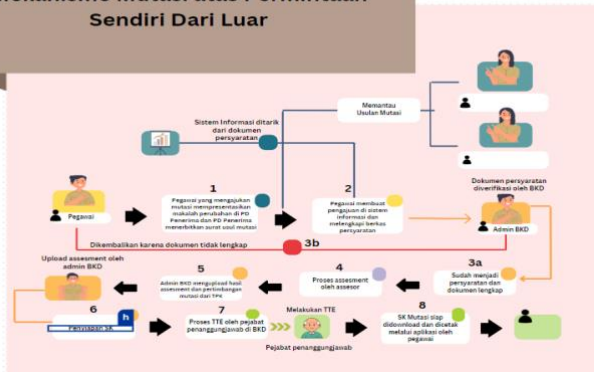 Sendiri Dari Luar
Memantau
Usulan Mutasi
Sistem Informasi ditarik
dari dokumen
persyaratan
Dokumen persyaratan
diverifikasi oleh BKD
1
Pegawai yang mengajukan
mutasi mempresentasikan
makalah perubahan di PD
Penerima dan PD Penerima
menerbitkan surat usul mutasi
2
Pegawai membuat
pengajuan di sistem
informasi dan
melengkapi berkas
persyaratan
Pegawai
Admin BKD
Dikembalikan karena dokumen tidak lengkap
3b
Upload assesment oleh
admin BKD
5
Admin BKD mengupload hasil
assesment dan pertimbangan
mutasi dari TPK
4
Proses assesment
oleh assesor
3a
Sudah menjadi
persyaratan dan
dokumen lengkap
6
h
Penyiapan SK
7
Proses TTE oleh pejabat
penanggungjawab di BKD
Melakukan TTE
Pejabat penanggungjawab
8
SK Mutasi siap
didownload dan dicetak
melalui aplikasi oleh
pegawai